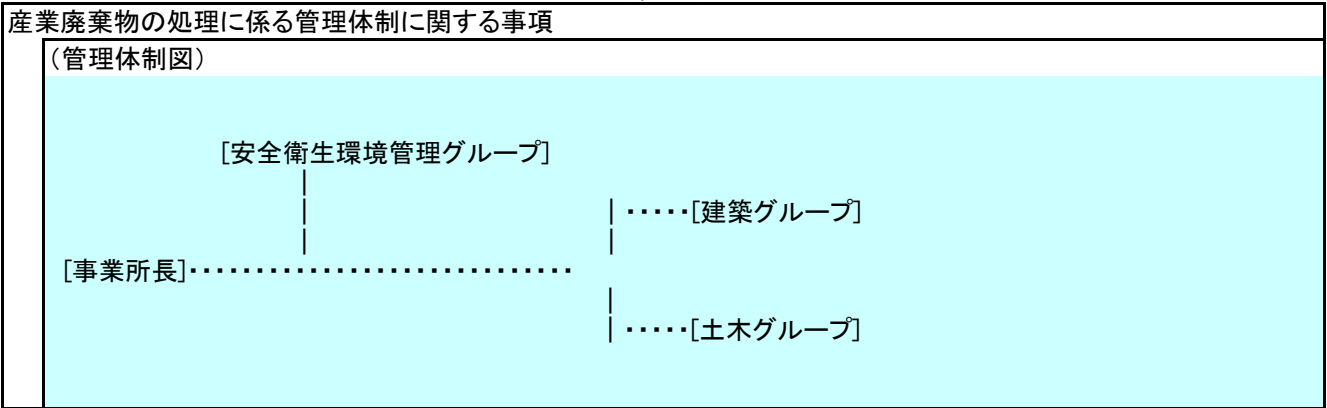 産業廃棄物の処理に係る管理体制に関する事項
（管理体制図）
[安全衛生環境管理グループ]
|
| |・・・・・[建築グループ]
| |
[事業所長]・・・・・・・・・・・・・・・・・・・・・・・・・・・・・
|
|・・・・・[土木グループ]